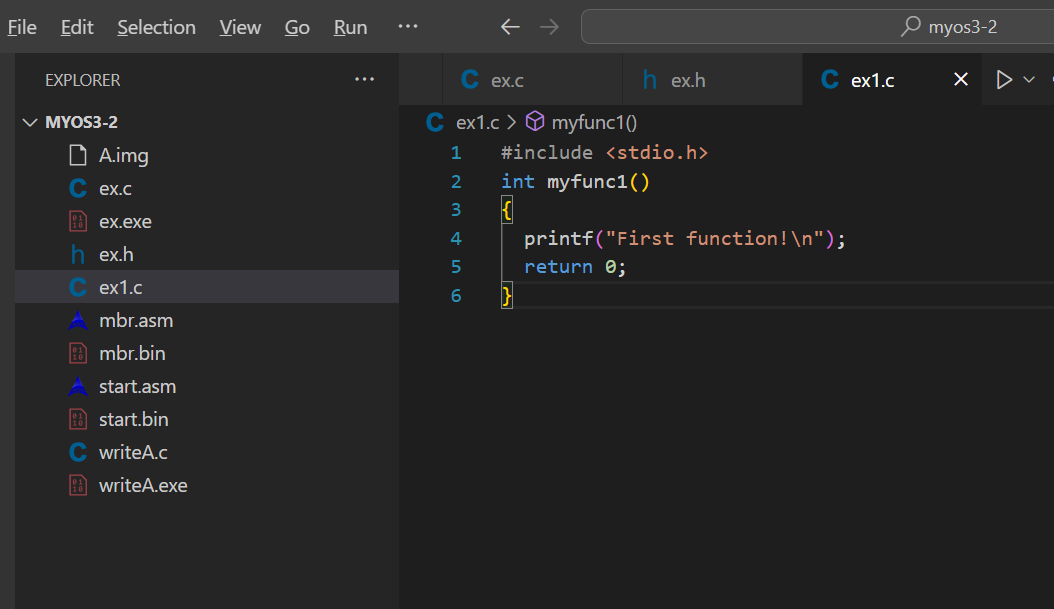 File Edit Selection View Go Run ··· myos3-2
EXPLORER ···
C ex.c h ex.h C ex1.c
MYOS3-2
C ex1.c > myfunc1()
A.img
C ex.c
ex.exe
h ex.h
C ex1.c
mbr.asm
mbr.bin
start.asm
start.bin
C writeA.c
writeA.exe
1 #include <stdio.h>
2 int myfunc1()
3 {
4 printf("First function!\n");
5 return 0;
6 }